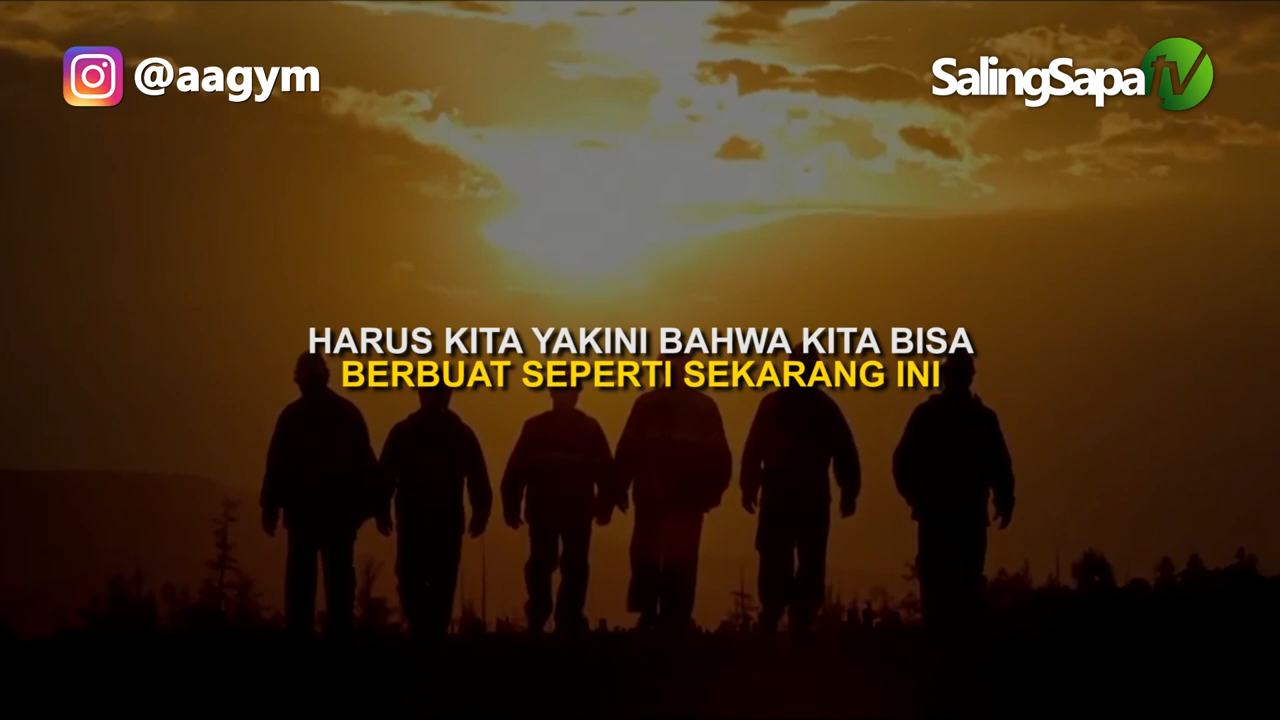 @aagym
SalingSapa tv
HARUS KITA YAKINI BAHWA KITA BISA
BERBUAT SEPERTI SEKARANG INI